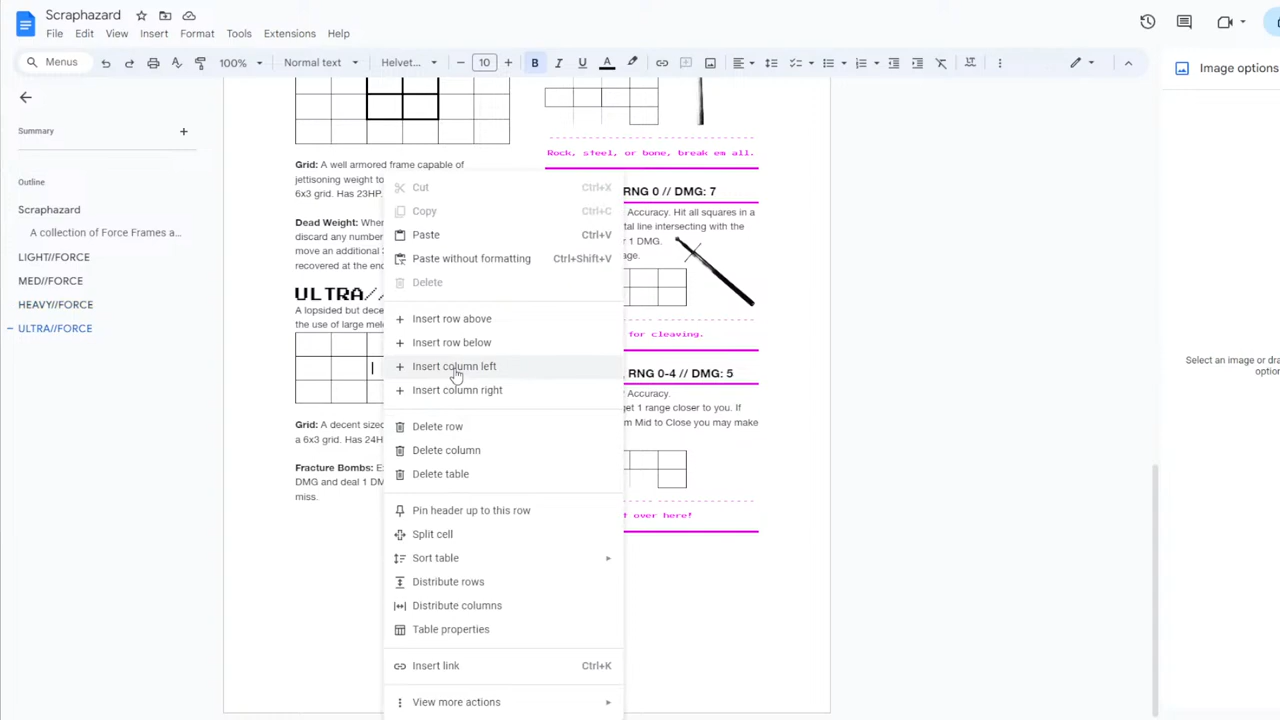 Scraphazard
File Edit View Insert Format Tools Extensions Help
Menus 100% Normal text Helvet... 10 B I U A
Image options
Summary
Outline
Scraphazard
A collection of Force Frames a...
LIGHT//FORCE
MED//FORCE
HEAVY//FORCE
ULTRA//FORCE
Grid: A well armored frame capable of
jettisoning weight to
6x3 grid. Has 23HP.
Dead Weight: When
discard any number
move an additional
recovered at the end
ULTRA//
A lopsided but dece
the use of large mele
Grid: A decent sized
a 6x3 grid. Has 24H
Fracture Bombs: E
DMG and deal 1 DM
miss.
Cut Ctrl+X
Copy Ctrl+C
Paste Ctrl+V
Paste without formatting Ctrl+Shift+V
Delete
Insert row above
Insert row below
Insert column left
Insert column right
Delete row
Delete column
Delete table
Pin header up to this row
Split cell
Sort table
Distribute rows
Distribute columns
Table properties
Insert link Ctrl+K
View more actions
Rock, steel, or bone, break em all.
RNG 0 // DMG: 7
Accuracy. Hit all squares in a
tal line intersecting with the
r 1 DMG.
age.
for cleaving.
RNG 0-4 // DMG: 5
Accuracy.
get 1 range closer to you. If
m Mid to Close you may make
t over here!
Select an image or dra
option